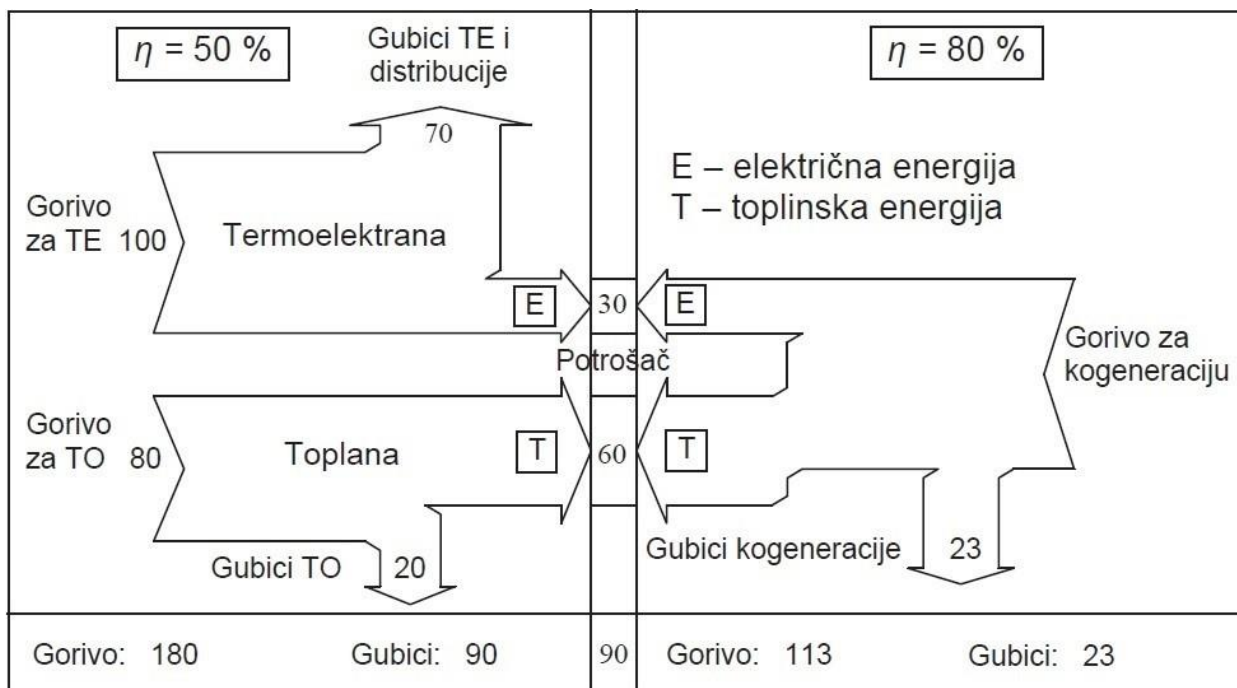 η = 50 %
Gubici TE i
distribucije
70
Gorivo
za TE 100
Termoelektrana
E
30
Potrošač
Gorivo
za TO 80
Toplana
T
60
Gubici TO 20
η = 80 %
E – eléktrična energija
T – toplinska energija
E
Gorivo za
kogeneraciju
T
Gubici kogeneracije 23
Gorivo: 180 Gubici: 90 90 Gorivo: 113 Gubici: 23